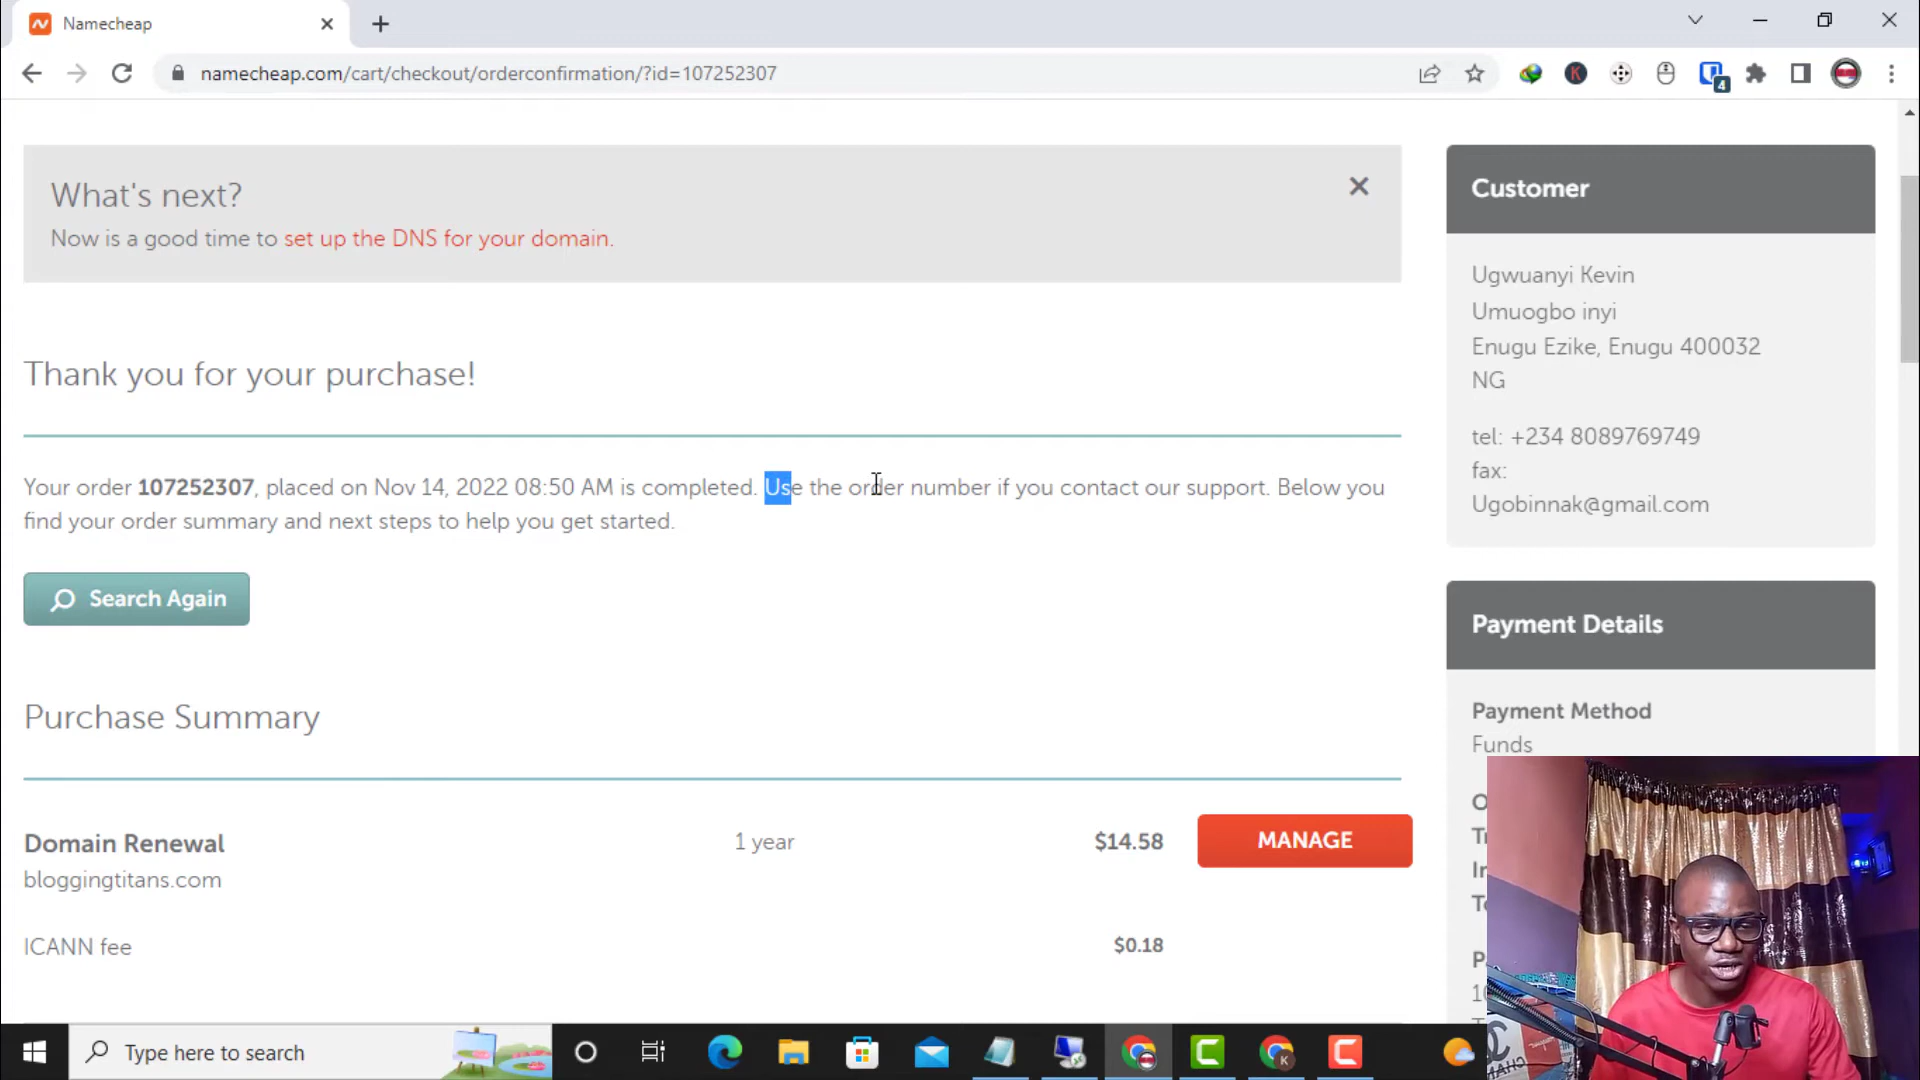 Namecheap
namecheap.com/cart/checkout/orderconfirmation/?id=107252307
4
What's next?
Now is a good time to set up the DNS for your domain.
Thank you for your purchase!
Your order 107252307, placed on Nov 14, 2022 08:50 AM is completed. Use the order number if you contact our support. Below you
find your order summary and next steps to help you get started.
Search Again
Purchase Summary
Domain Renewal 1 year $14.58 MANAGE
bloggingtitans.com
ICANN fee $0.18
Customer
Ugwuanyi Kevin
Umuogbo inyi
Enugu Ezike, Enugu 400032
NG
tel: +234 8089769749
fax:
Ugobinnak@gmail.com
Payment Details
Payment Method
Funds
Type here to search